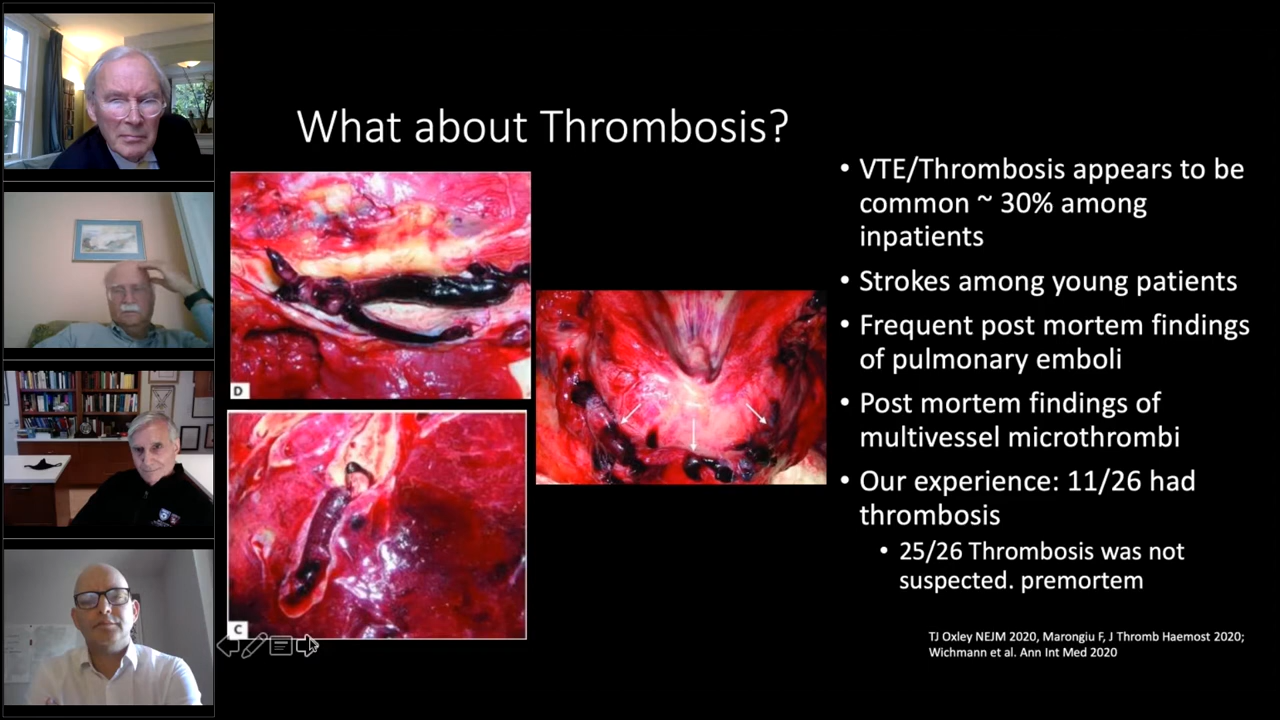 What about Thrombosis?
D
C
• VTE/Thrombosis appears to be
common ~ 30% among
inpatients
• Strokes among young patients
• Frequent post mortem findings
of pulmonary emboli
• Post mortem findings of
multivessel microthrombi
• Our experience: 11/26 had
thrombosis
• 25/26 Thrombosis was not
suspected. premortem
TJ Oxley NEJM 2020, Marongiu F, J Thromb Haemost 2020;
Wichmann et al. Ann Int Med 2020